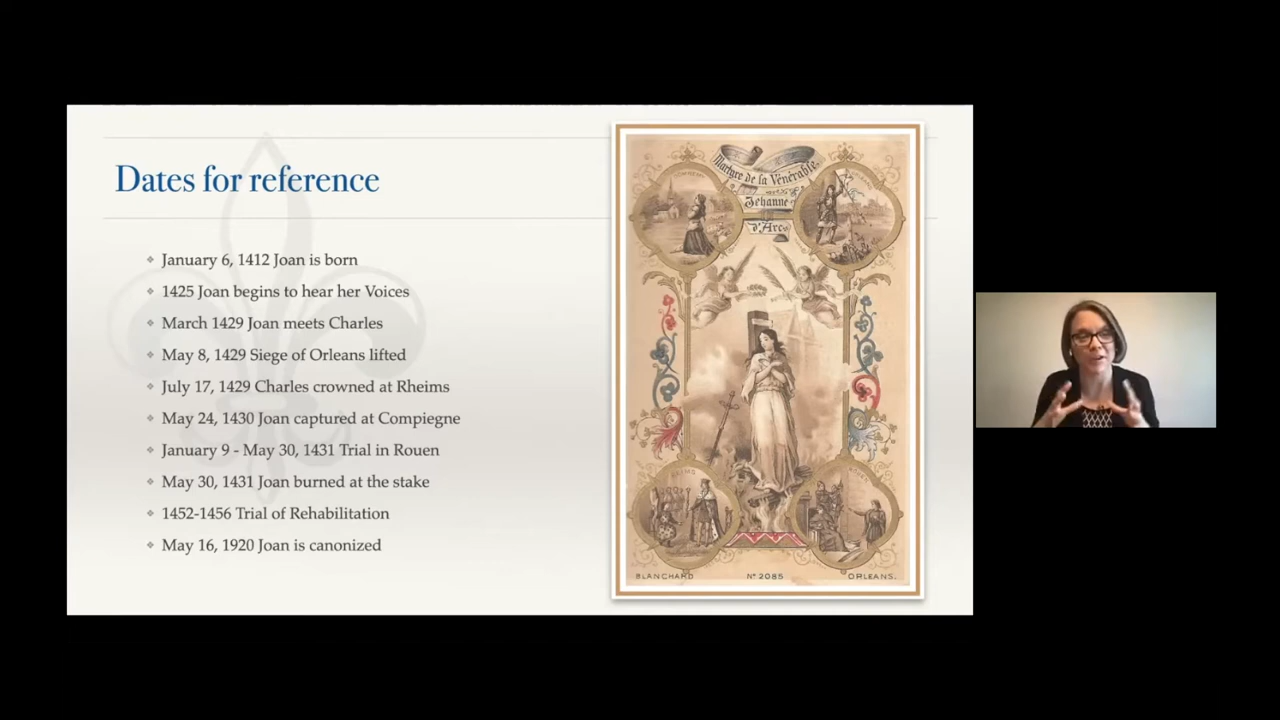 Dates for reference
January 6, 1412 Joan is born
1425 Joan begins to hear her Voices
March 1429 Joan meets Charles
May 8, 1429 Siege of Orleans lifted
July 17, 1429 Charles crowned at Rheims
May 24, 1430 Joan captured at Compiegne
January 9 - May 30, 1431 Trial in Rouen
May 30, 1431 Joan burned at the stake
1452-1456 Trial of Rehabilitation
May 16, 1920 Joan is canonized
Martyre de la Vénérable
Jehanne
d'Arc
REIMS
BLANCHARD N° 2085 ORLEANS.